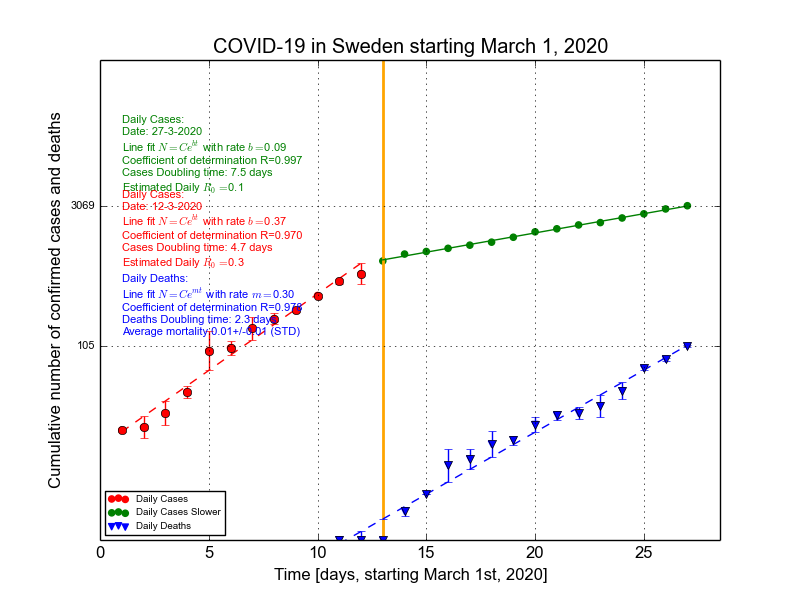 COVID-19 in Sweden starting March 1, 2020
Cumulative number of confirmed cases and deaths
Daily Cases:
Date: 27-3-2020
Line fit N = Ce^{bt} with rate b =0.09
Coefficient of determination R=0.997
Cases Doubling time: 7.5 days
Estimated Daily R_0 =0.1
Daily Cases:
Date: 12-3-2020
Line fit N = Ce^{bt} with rate b =0.37
Coefficient of determination R=0.970
Cases Doubling time: 4.7 days
Estimated Daily R_0 =0.3
Daily Deaths:
Line fit N = Ce^{mt} with rate m =0.30
Coefficient of determination R=0.978
Deaths Doubling time: 2.3 days
Average mortality 0.01+/-0.01 (STD)
3069
105
Daily Cases
Daily Cases Slower
Daily Deaths
0 5 10 15 20 25
Time [days, starting March 1st, 2020]